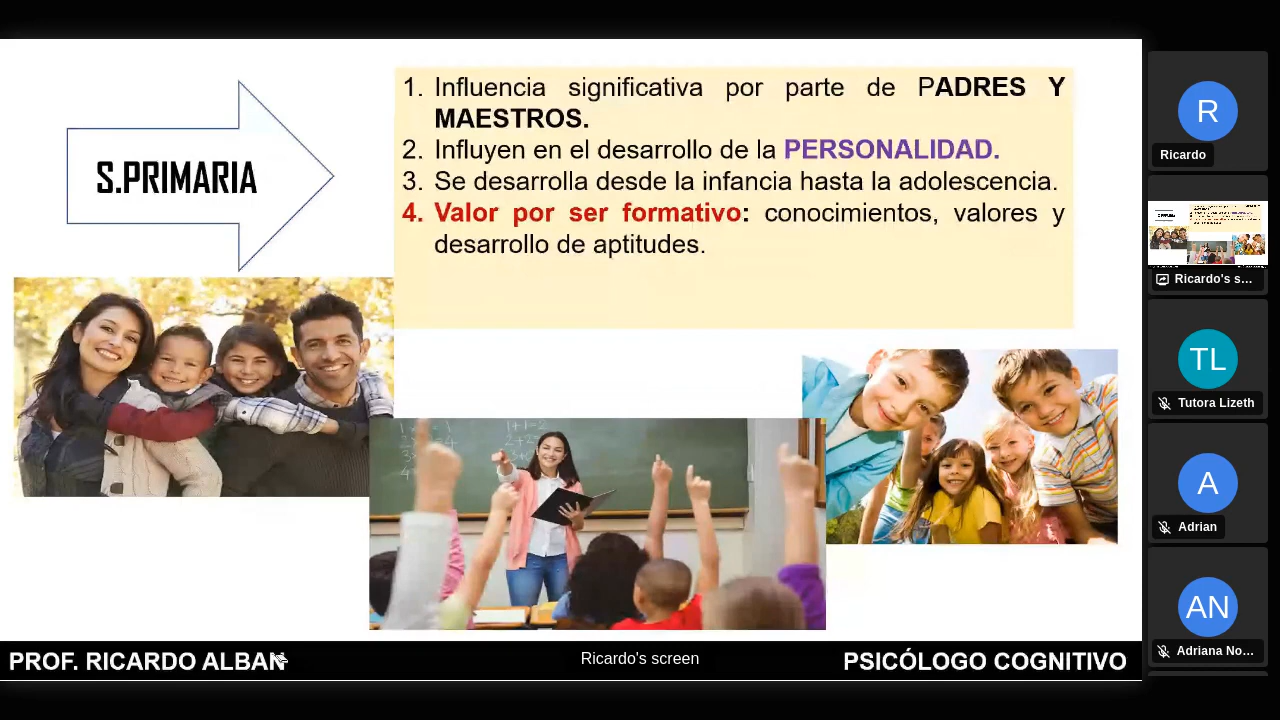 S.PRIMARIA
1. Influencia significativa por parte de PADRES Y
MAESTROS.
2. Influyen en el desarrollo de la PERSONALIDAD.
3. Se desarrolla desde la infancia hasta la adolescencia.
4. Valor por ser formativo: conocimientos, valores y
desarrollo de aptitudes.
PROF. RICARDO ALBAN
Ricardo's screen
PSICÓLOGO COGNITIVO
R
Ricardo
Ricardo's s...
TL
Tutora Lizeth
A
Adrian
AN
Adriana No...